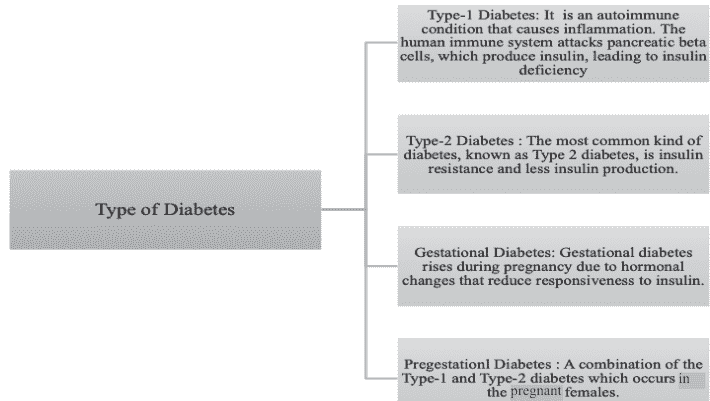 Type of Diabetes
Type-1 Diabetes: It is an autoimmune
condition that causes inflammation. The
human immune system attacks pancreatic beta
cells, which produce insulin, leading to insulin
deficiency
Type-2 Diabetes : The most common kind of
diabetes, known as Type 2 diabetes, is insulin
resistance and less insulin production.
Gestational Diabetes: Gestational diabetes
rises during pregnancy due to hormonal
changes that reduce responsiveness to insulin.
Pregestationl Diabetes : A combination of the
Type-1 and Type-2 diabetes which occurs in
the pregnant females.